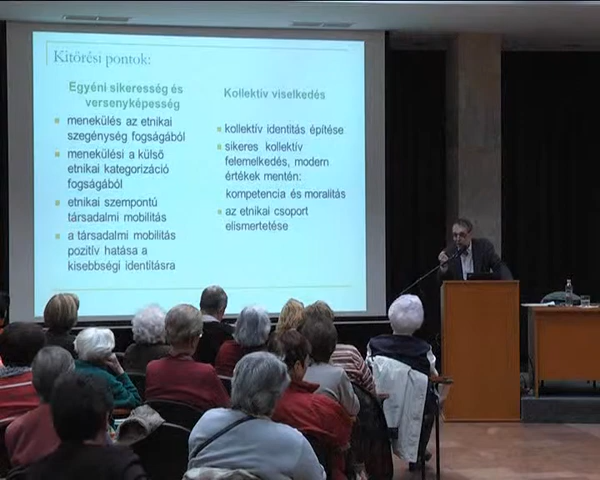 Kitörési pontok:
Egyéni sikeresség és
versenyképesség
menekülés az etnikai
szegénység fogságából
menekülési a külső
etnikai kategorizáció
fogságából
etnikai szempontú
társadalmi mobilitás
a társadalmi mobilitás
pozitív hatása a
kisebbségi identitásra
Kollektív viselkedés
kollektív identitás építése
sikeres kollektív
felemelkedés, modern
értékek mentén:
kompetencia és moralitás
az etnikai csoport
elismertetése